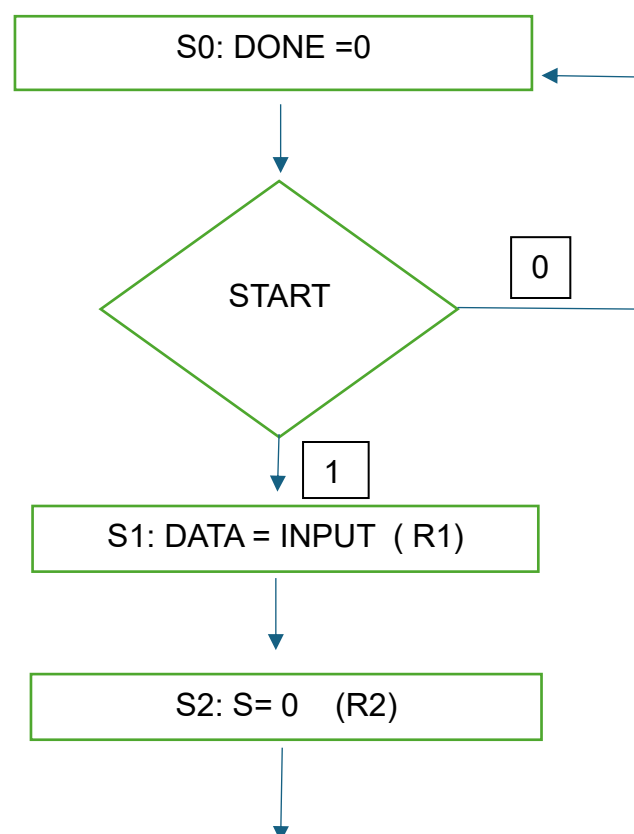 S0: DONE =0
START
0
1
S1: DATA = INPUT ( R1)
S2: S= 0 (R2)